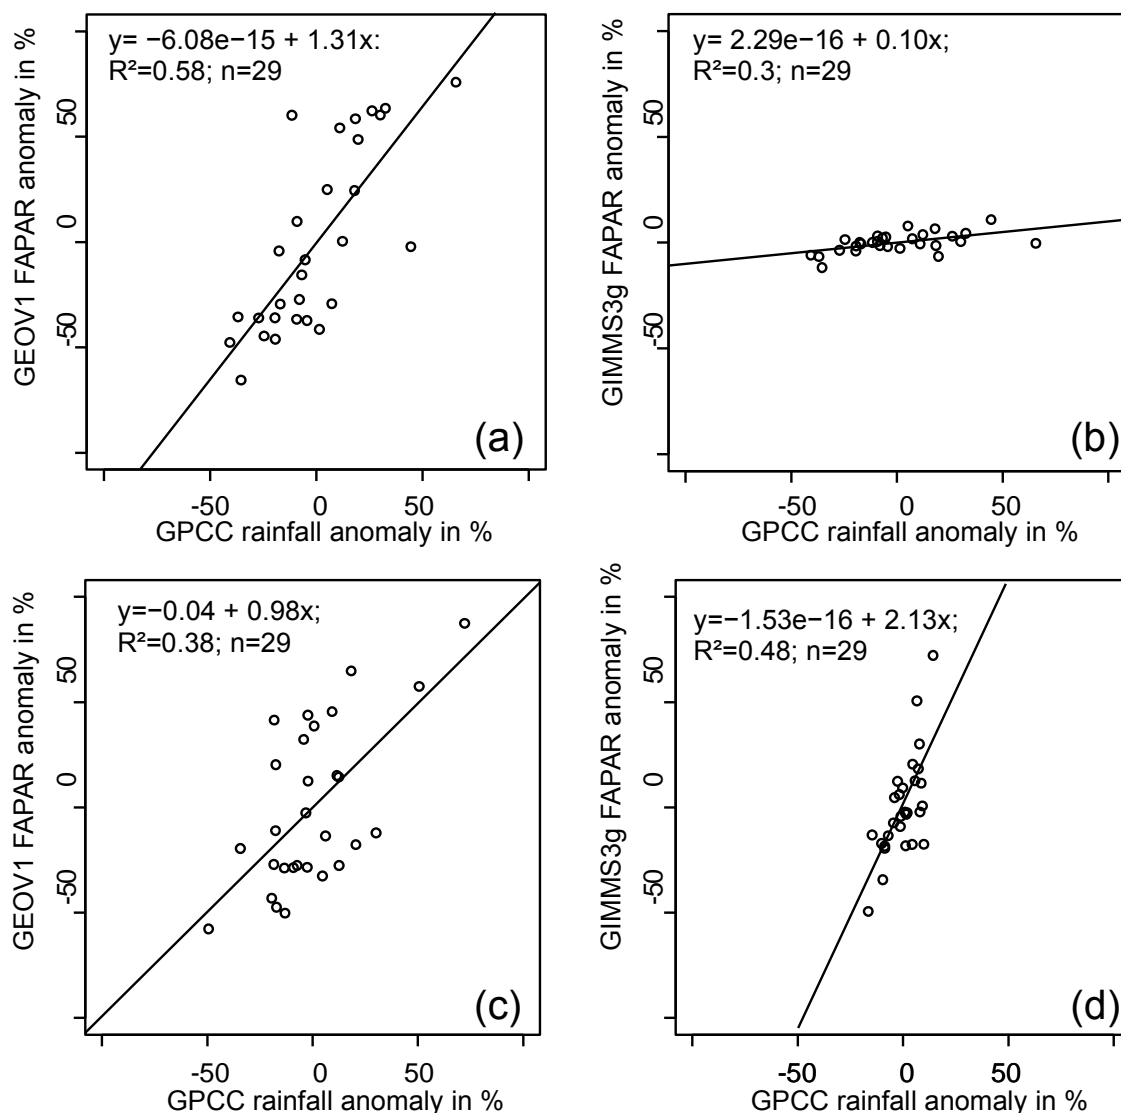 y= −6.08e−15 + 1.31x:
R²=0.58; n=29
50
0
-50
GEOV1 FAPAR anomaly in %
(a)
-50 0 50
GPCC rainfall anomaly in %
y= 2.29e−16 + 0.10x;
R²=0.3; n=29
50
0
-50
GIMMS3g FAPAR anomaly in %
(b)
-50 0 50
GPCC rainfall anomaly in %
y=−0.04 + 0.98x;
R²=0.38; n=29
50
0
-50
GEOV1 FAPAR anomaly in %
(c)
-50 0 50
GPCC rainfall anomaly in %
y=−1.53e−16 + 2.13x;
R²=0.48; n=29
50
0
-50
GIMMS3g FAPAR anomaly in %
(d)
-50 0 50
GPCC rainfall anomaly in %